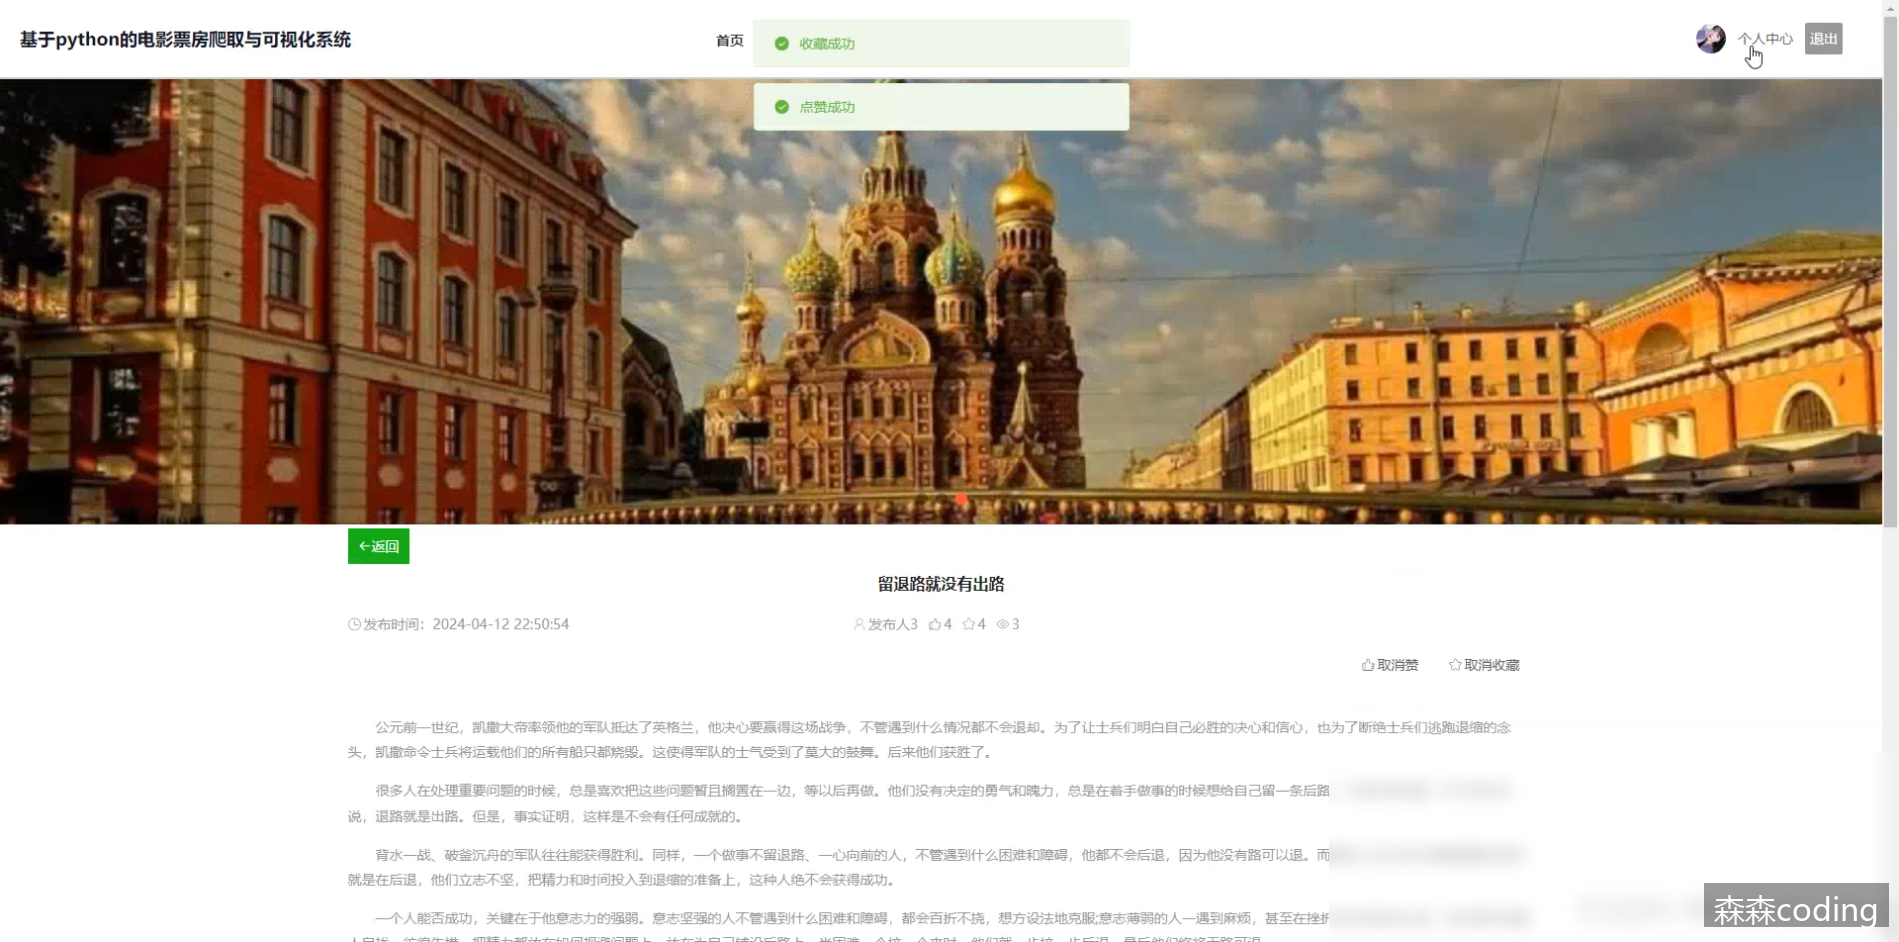 基于python的电影票房爬取与可视化系统
首页
收藏成功
个人中心
退出
点赞成功
←返回
留退路就没有出路
发布时间：2024-04-12 22:50:54
发布人3 4 4 3
取消赞 取消收藏
公元前一世纪，凯撒大帝率领他的军队抵达了英格兰，他决心要赢得这场战争，不管遇到什么情况都不会退却。为了让士兵们明白自己必胜的决心和信心，也为了断绝士兵们逃跑退缩的念
头，凯撒命令士兵将运载他们的所有船只都烧毁。这使得军队的士气受到了莫大的鼓舞。后来他们获胜了。
很多人在处理重要问题的时候，总是喜欢把这些问题暂且搁置在一边，等以后再做。他们没有决定的勇气和魄力，总是在着手做事的时候想给自己留一条后路
说，退路就是出路。但是，事实证明，这样是不会有任何成就的。
背水一战、破釜沉舟的军队往往能获得胜利。同样，一个做事不留退路、一心向前的人，不管遇到什么困难和障碍，他都不会后退，因为他没有路可以退。而
就是在后退，他们立志不坚，把精力和时间投入到退缩的准备上，这种人绝不会获得成功。
一个人能否成功，关键在于他意志力的强弱。意志坚强的人不管遇到什么困难和障碍，都会百折不挠，想方设法地克服;意志薄弱的人一遇到麻烦，甚至在挫折
森森coding